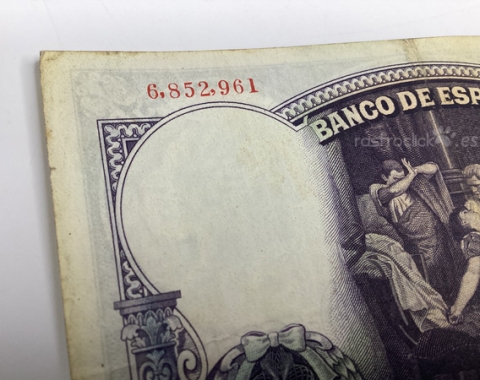 6,852,961
BANCO DE ESP
rastroclick.es